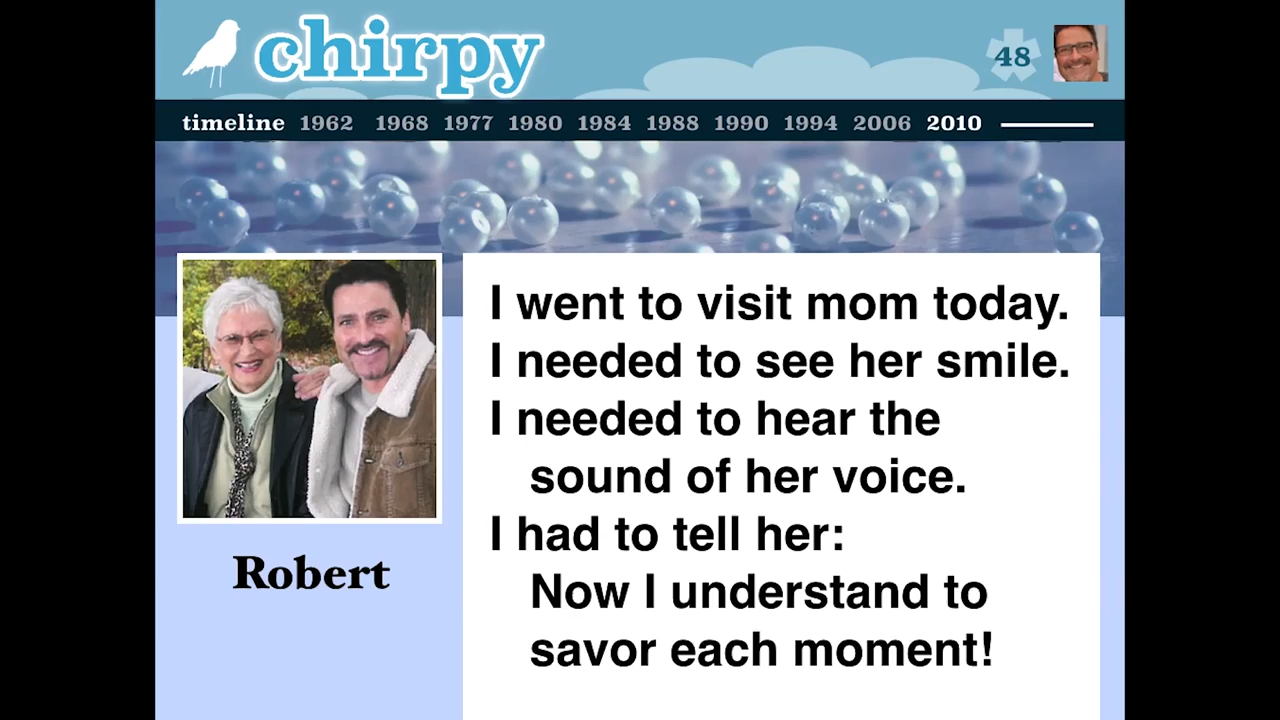 chirpy
48
timeline 1962 1968 1977 1980 1984 1988 1990 1994 2006 2010
Robert
I went to visit mom today.
I needed to see her smile.
I needed to hear the
sound of her voice.
I had to tell her:
Now I understand to
savor each moment!